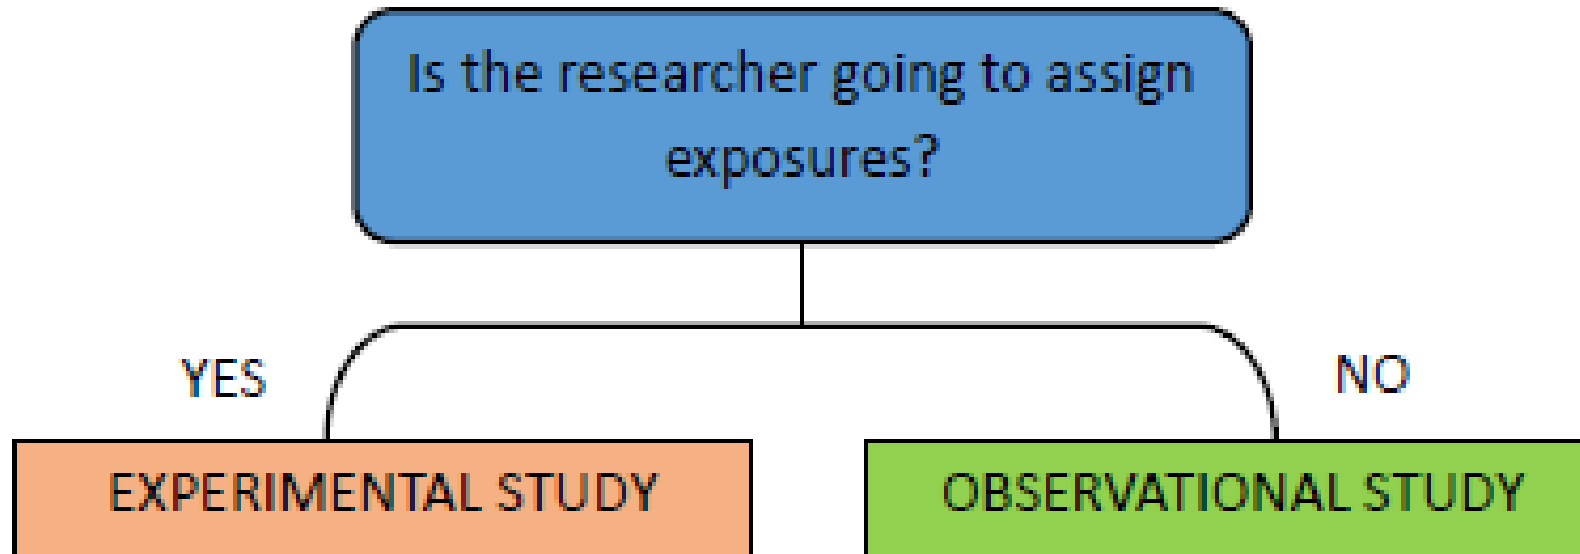 Is the researcher going to assign
exposures?
YES
NO
EXPERIMENTAL STUDY
OBSERVATIONAL STUDY